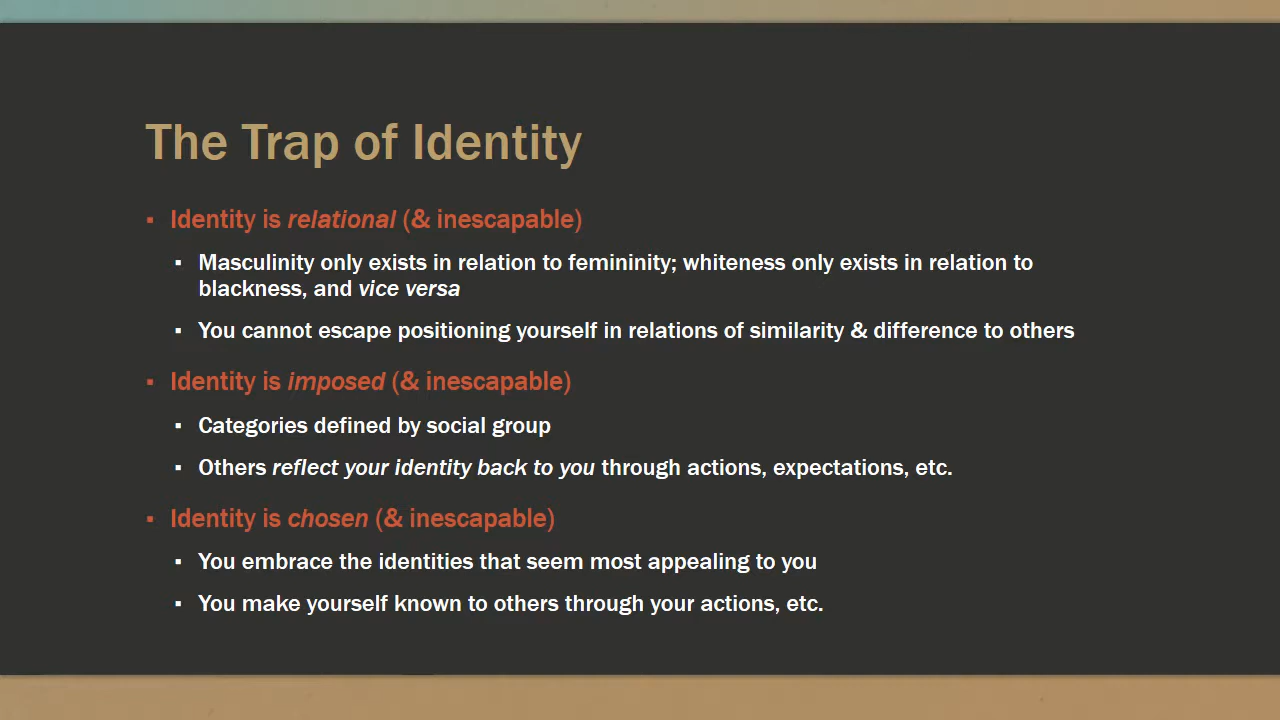 The Trap of Identity
▪ Identity is relational (& inescapable)
▪ Masculinity only exists in relation to femininity; whiteness only exists in relation to
blackness, and vice versa
▪ You cannot escape positioning yourself in relations of similarity & difference to others
▪ Identity is imposed (& inescapable)
▪ Categories defined by social group
▪ Others reflect your identity back to you through actions, expectations, etc.
▪ Identity is chosen (& inescapable)
▪ You embrace the identities that seem most appealing to you
▪ You make yourself known to others through your actions, etc.